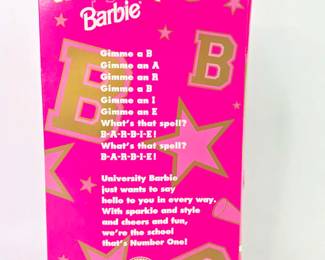 Barbie
B
B
Gimme a B
Gimme an A
Gimme an R
Gimme a B
Gimme an I
Gimme an E
What's that spell?
B-A-R-B-I-E!
What's that spell?
B-A-R-B-I-E!
University Barbie
just wants to say
hello to you in every way.
With sparkle and style
and cheers and fun,
we're the school
that's Number One!